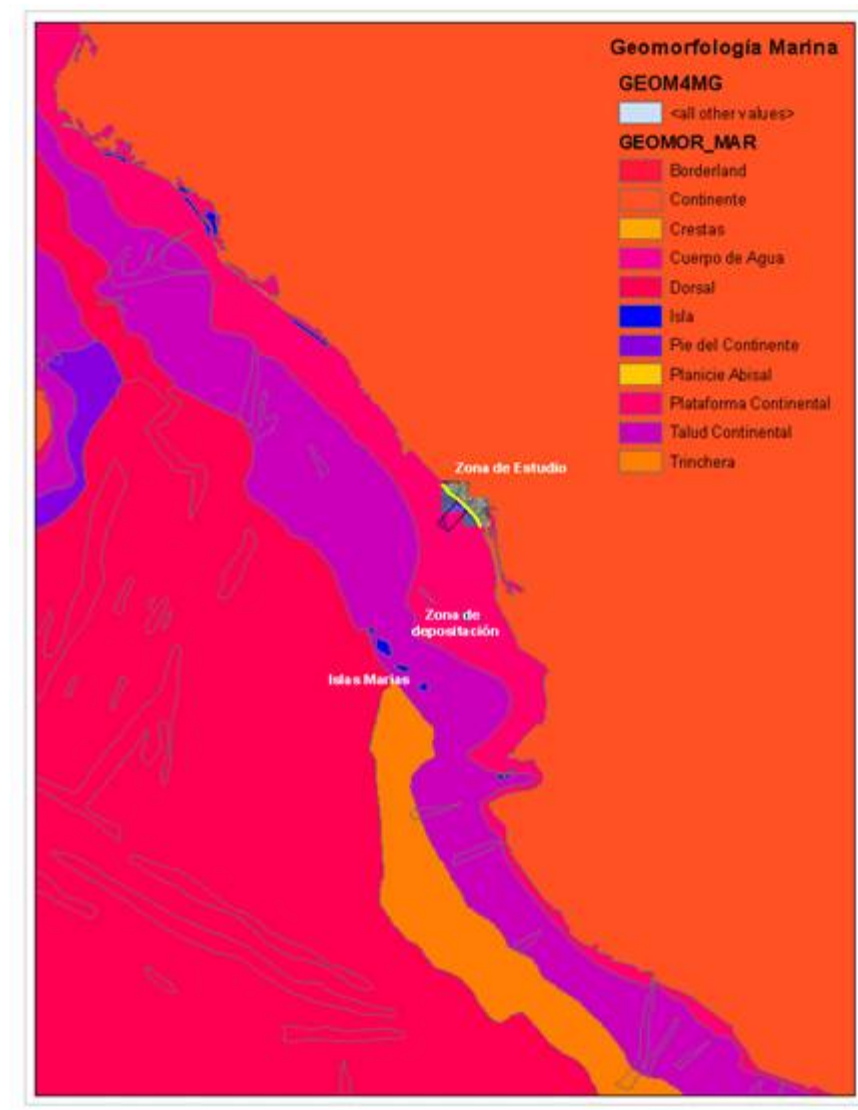 Geomorfología Marina
GEOM4MG
<all other values>
GEOMOR_MAR
Borderland
Continente
Crestas
Cuerpo de Agua
Dorsal
Isla
Pie del Continente
Planicie Abisal
Plataforma Continental
Talud Continental
Trinchera
Zona de Estudio
Zona de
depositación
Islas Marías